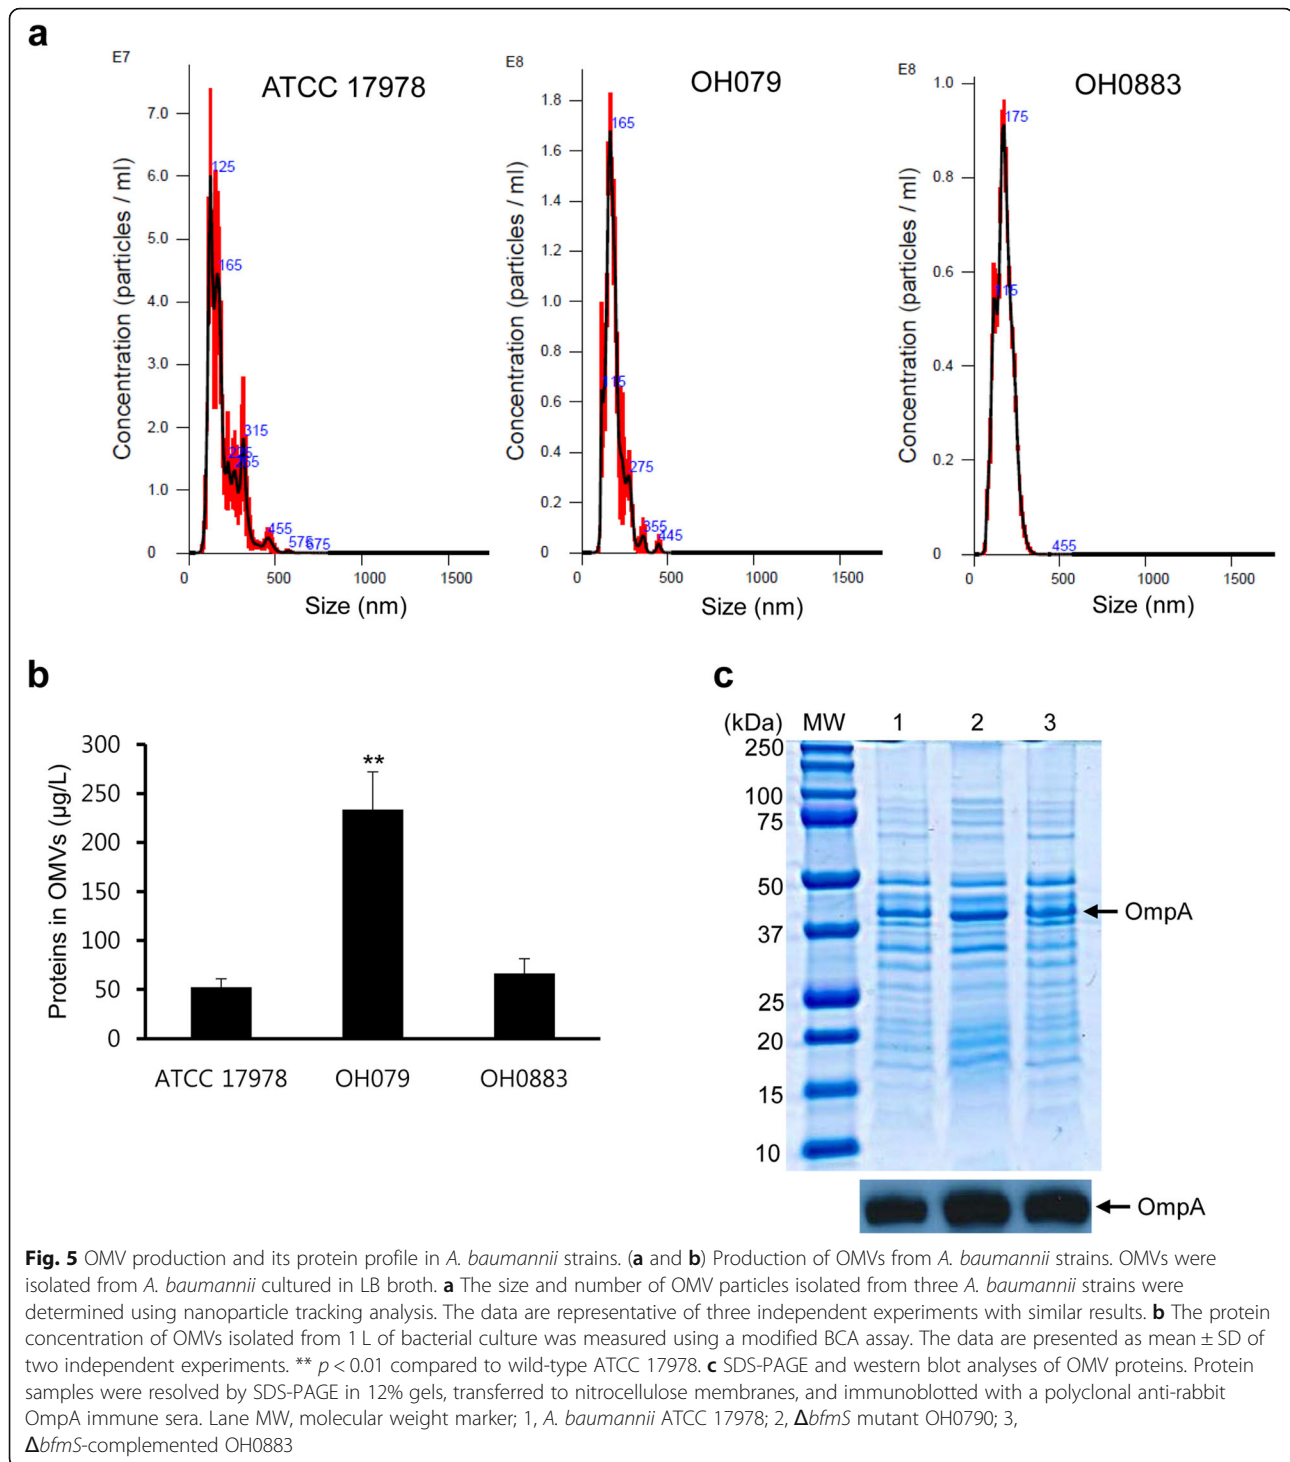 a
E7
ATCC 17978
Concentration (particles / ml)
7.0
6.0
5.0
4.0
3.0
2.0
1.0
0
125
165
315
265
455
575
675
0 500 1000 1500
Size (nm)
E8
OH079
Concentration (particles / ml)
1.8
1.6
1.4
1.2
1.0
0.8
0.6
0.4
0.2
0
165
115
275
355
445
0 500 1000 1500
Size (nm)
E8
OH0883
Concentration (particles / ml)
1.0
0.8
0.6
0.4
0.2
0
175
115
455
0 500 1000 1500
Size (nm)
b
Proteins in OMVs (µg/L)
300
250
200
150
100
50
0
**
ATCC 17978 OH079 OH0883
c
(kDa) MW 1 2 3
250
100
75
50
37
25
20
15
10
OmpA
OmpA
Fig. 5 OMV production and its protein profile in A. baumannii strains. (a and b) Production of OMVs from A. baumannii strains. OMVs were
isolated from A. baumannii cultured in LB broth. a The size and number of OMV particles isolated from three A. baumannii strains were
determined using nanoparticle tracking analysis. The data are representative of three independent experiments with similar results. b The protein
concentration of OMVs isolated from 1 L of bacterial culture was measured using a modified BCA assay. The data are presented as mean ± SD of
two independent experiments. ** p < 0.01 compared to wild-type ATCC 17978. c SDS-PAGE and western blot analyses of OMV proteins. Protein
samples were resolved by SDS-PAGE in 12% gels, transferred to nitrocellulose membranes, and immunoblotted with a polyclonal anti-rabbit
OmpA immune sera. Lane MW, molecular weight marker; 1, A. baumannii ATCC 17978; 2, ΔbfmS mutant OH0790; 3,
ΔbfmS-complemented OH0883